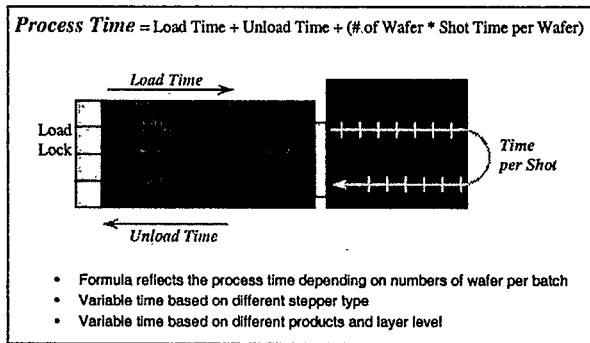 Process Time = Load Time + Unload Time + (#.of Wafer * Shot Time per Wafer)
Load Time
Load
Lock
Time
per Shot
Unload Time
• Formula reflects the process time depending on numbers of wafer per batch
• Variable time based on different stepper type
• Variable time based on different products and layer level